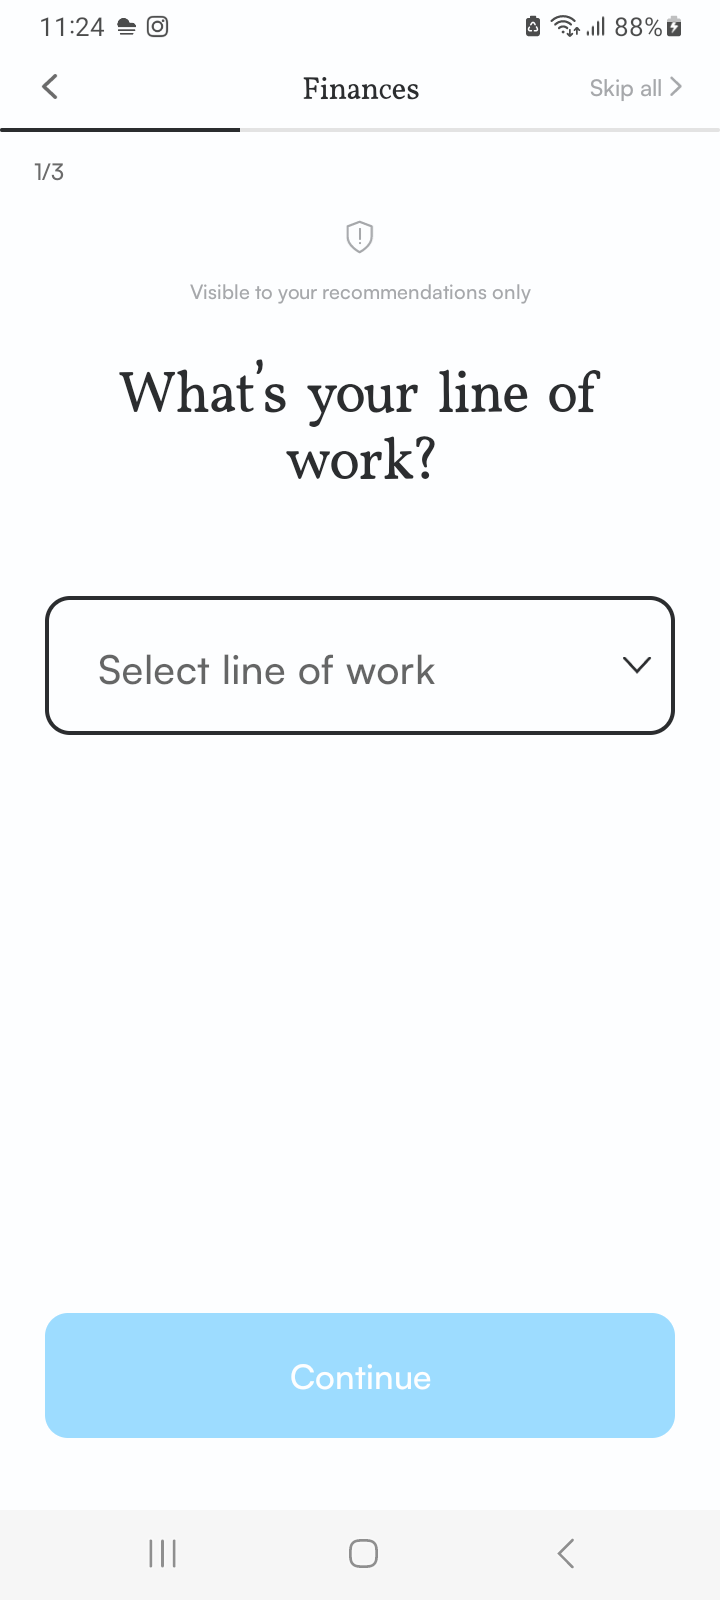 11:24 88%
Finances Skip all
1/3
Visible to your recommendations only
What's your line of
work?
Select line of work
Continue